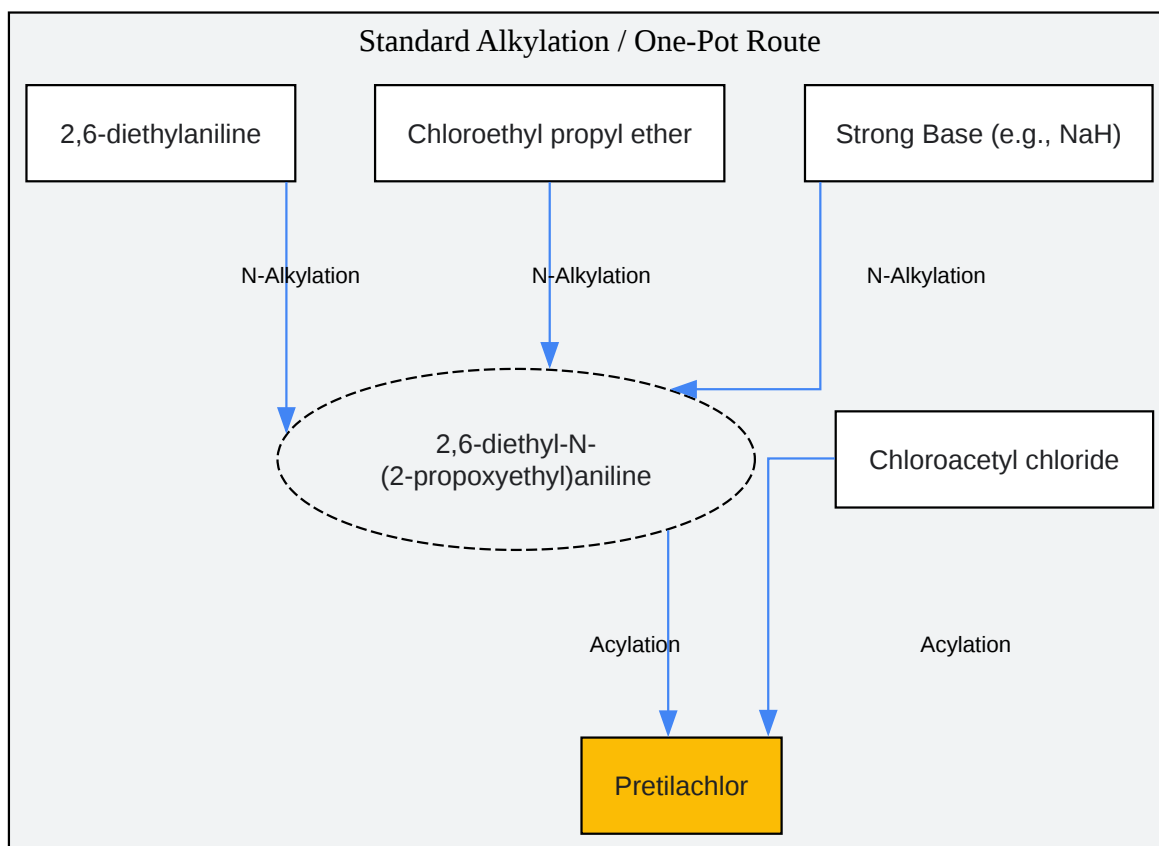 Standard Alkylation / One-Pot Route
2,6-diethylaniline
Chloroethyl propyl ether
Strong Base (e.g., NaH)
N-Alkylation
N-Alkylation
N-Alkylation
2,6-diethyl-N-
(2-propoxyethyl)aniline
Chloroacetyl chloride
Acylation
Acylation
Pretilachlor